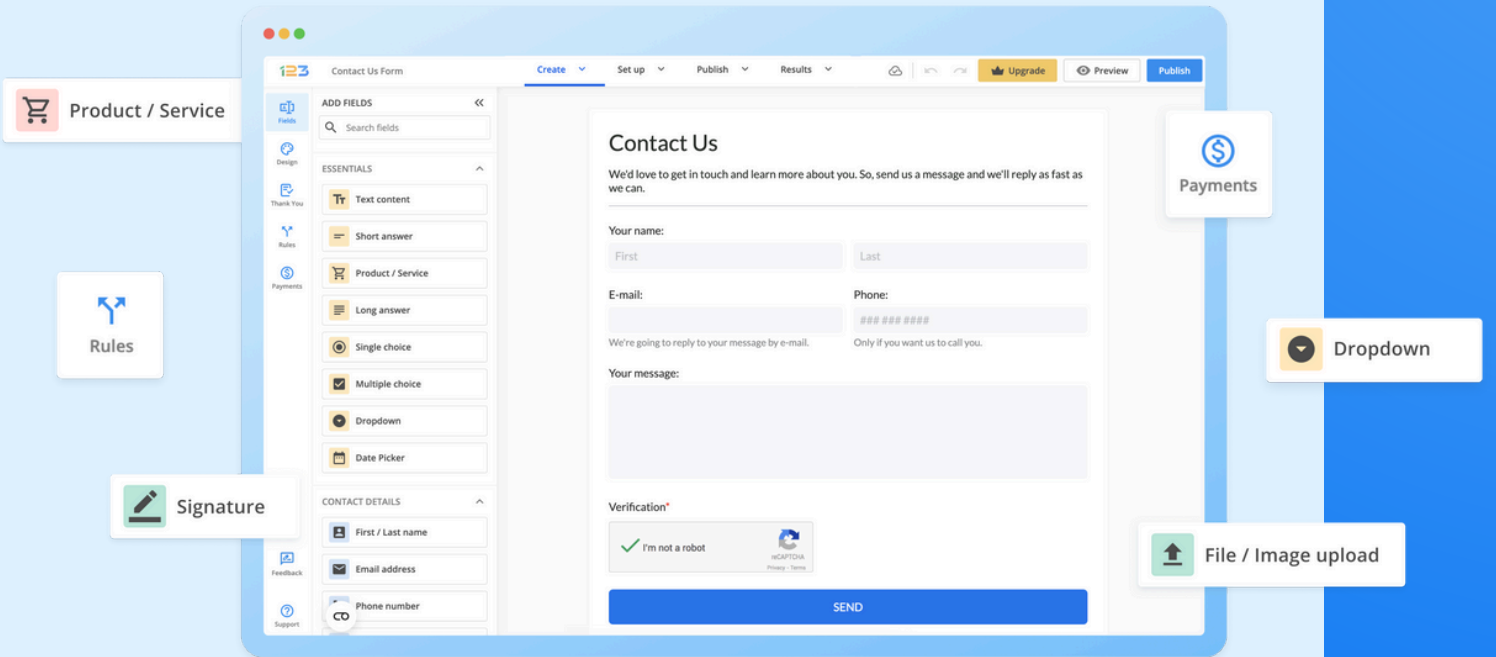 Product / Service
Rules
Signature
123
Contact Us Form
Create
Set up
Publish
Results
Upgrade
Preview
Publish
Fields
Design
Thank You
Rules
Payments
Feedback
Support
ADD FIELDS
Search fields
ESSENTIALS
Tт Text content
Short answer
Product / Service
Long answer
Single choice
Multiple choice
Dropdown
Date Picker
CONTACT DETAILS
First / Last name
Email address
Phone number
Contact Us
We'd love to get in touch and learn more about you. So, send us a message and we'll reply as fast as
we can.
Your name:
First
Last
E-mail:
Phone:
### ### ####
We're going to reply to your message by e-mail.
Only if you want us to call you.
Your message:
Verification*
I'm not a robot
reCAPTCHA
Privacy - Terms
SEND
Payments
Dropdown
File / Image upload